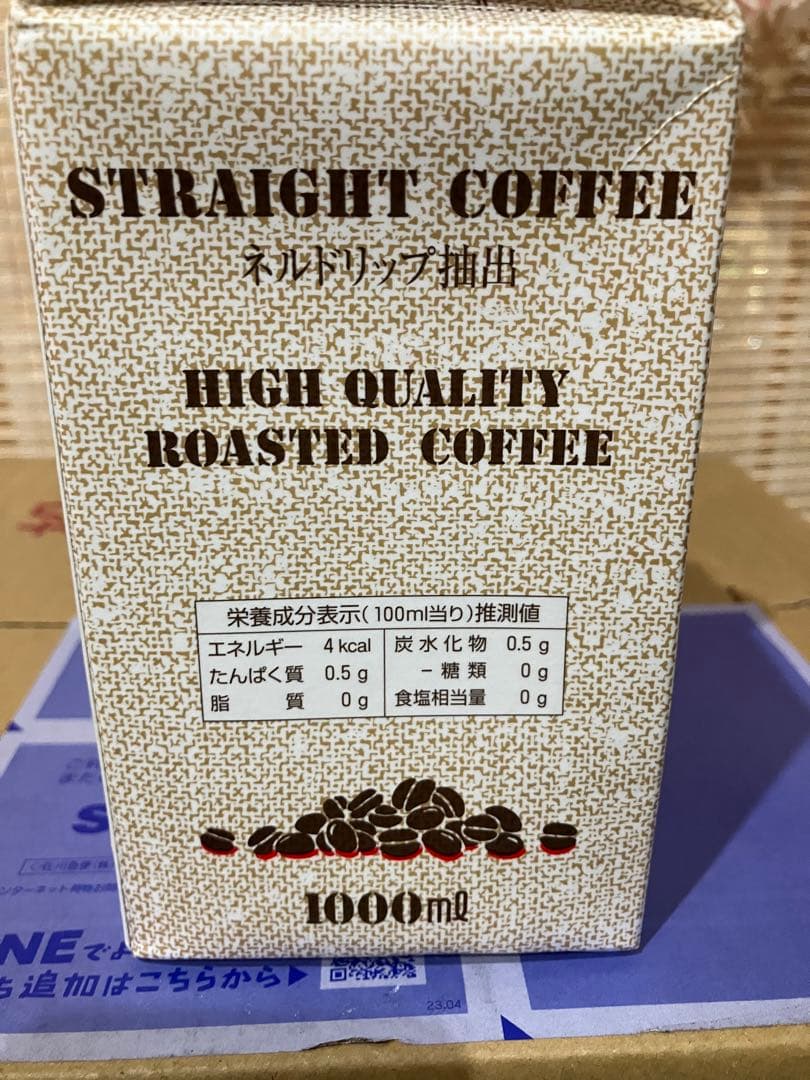 STRAIGHT COFFEE
ネルドリップ抽出
HIGH QUALITY
ROASTED COFFEE
栄養成分表示(100ml当り)推測値
エネルギー 4kcal
たんぱく質 0.5g
脂質 0g
炭水化物 0.5g
-糖類 0g
食塩相当量 0g
1000ml
NEでよ
ち追加はこちらから▶
23.04